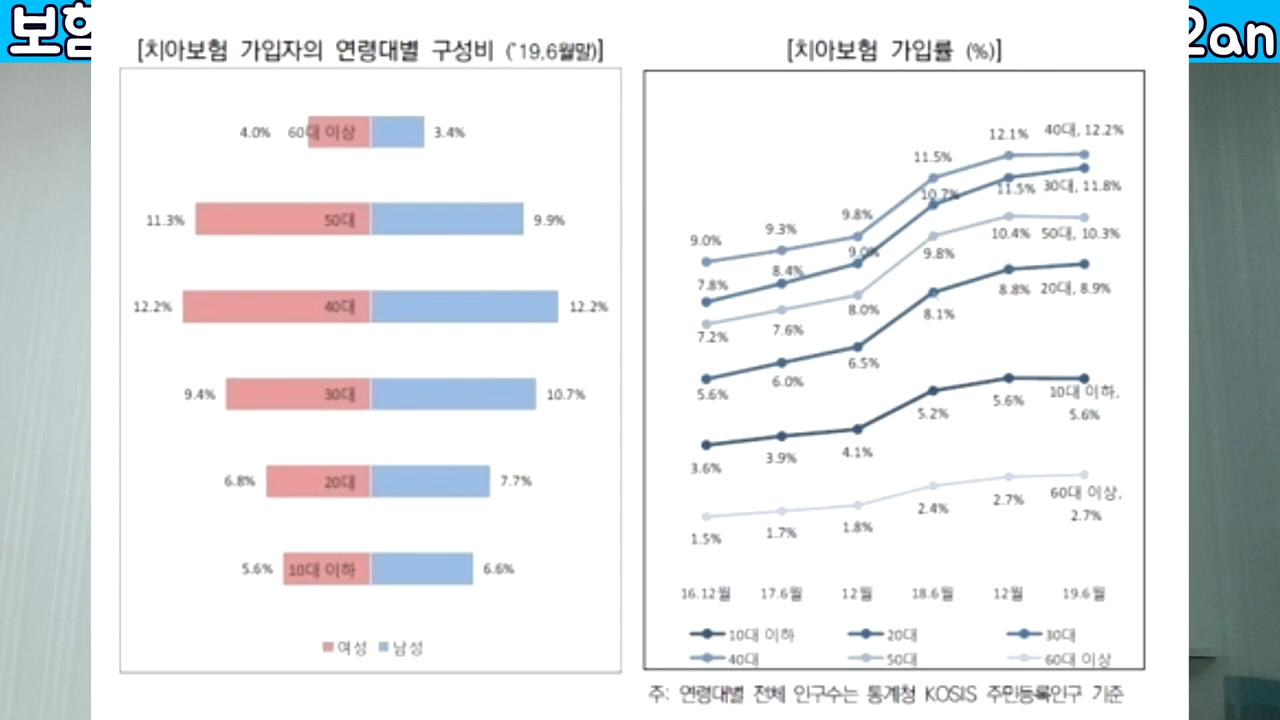 보험
2an
[치아보험 가입자의 연령대별 구성비 ('19.6월말)]
4.0% 60대 이상 3.4%
11.3% 50대 9.9%
12.2% 40대 12.2%
9.4% 30대 10.7%
6.8% 20대 7.7%
5.6% 10대 이하 6.6%
여성 남성
[치아보험 가입률 (%)]
9.0% 9.3% 9.8% 11.5% 12.1% 40대, 12.2%
7.8% 8.4% 9.0% 10.7% 11.5% 30대, 11.8%
7.2% 7.6% 8.0% 9.8% 10.4% 50대, 10.3%
5.6% 6.0% 6.5% 8.1% 8.8% 20대, 8.9%
3.6% 3.9% 4.1% 5.2% 5.6% 10대 이하,
5.6%
1.5% 1.7% 1.8% 2.4% 2.7% 60대 이상,
2.7%
16.12월 17.6월 12월 18.6월 12월 19.6월
10대 이하 20대 30대
40대 50대 60대 이상
주: 연령대별 전체 인구수는 통계청 KOSIS 주민등록인구 기준